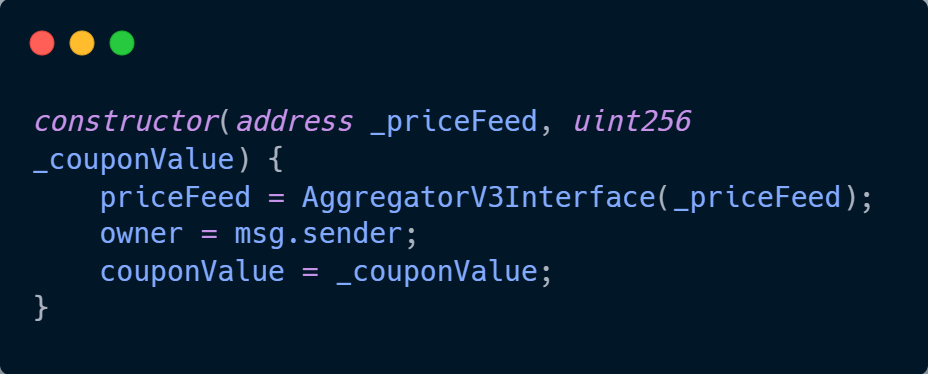 constructor(address _priceFeed, uint256
_couponValue) {
    priceFeed = AggregatorV3Interface(_priceFeed);
    owner = msg.sender;
    couponValue = _couponValue;
}